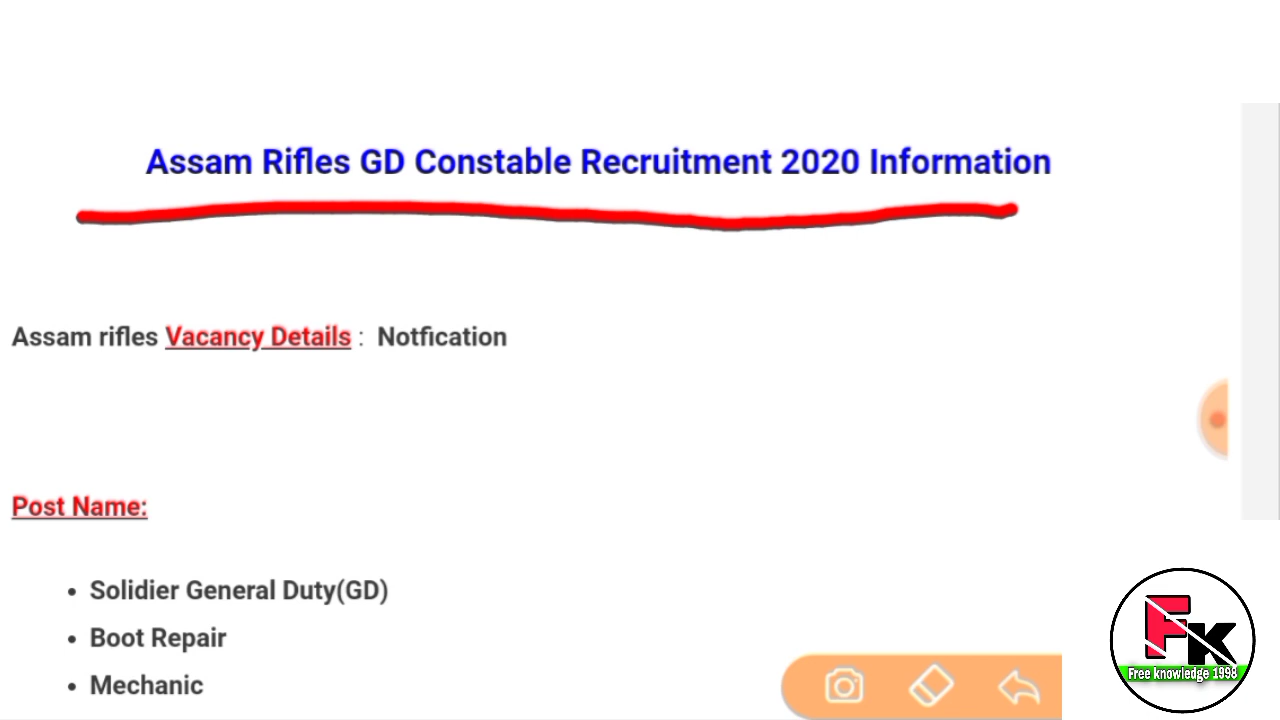 Assam Rifles GD Constable Recruitment 2020 Information
Assam rifles Vacancy Details : Notfication
Post Name:
• Solidier General Duty(GD)
• Boot Repair
• Mechanic
FK
Free knowledge 1998